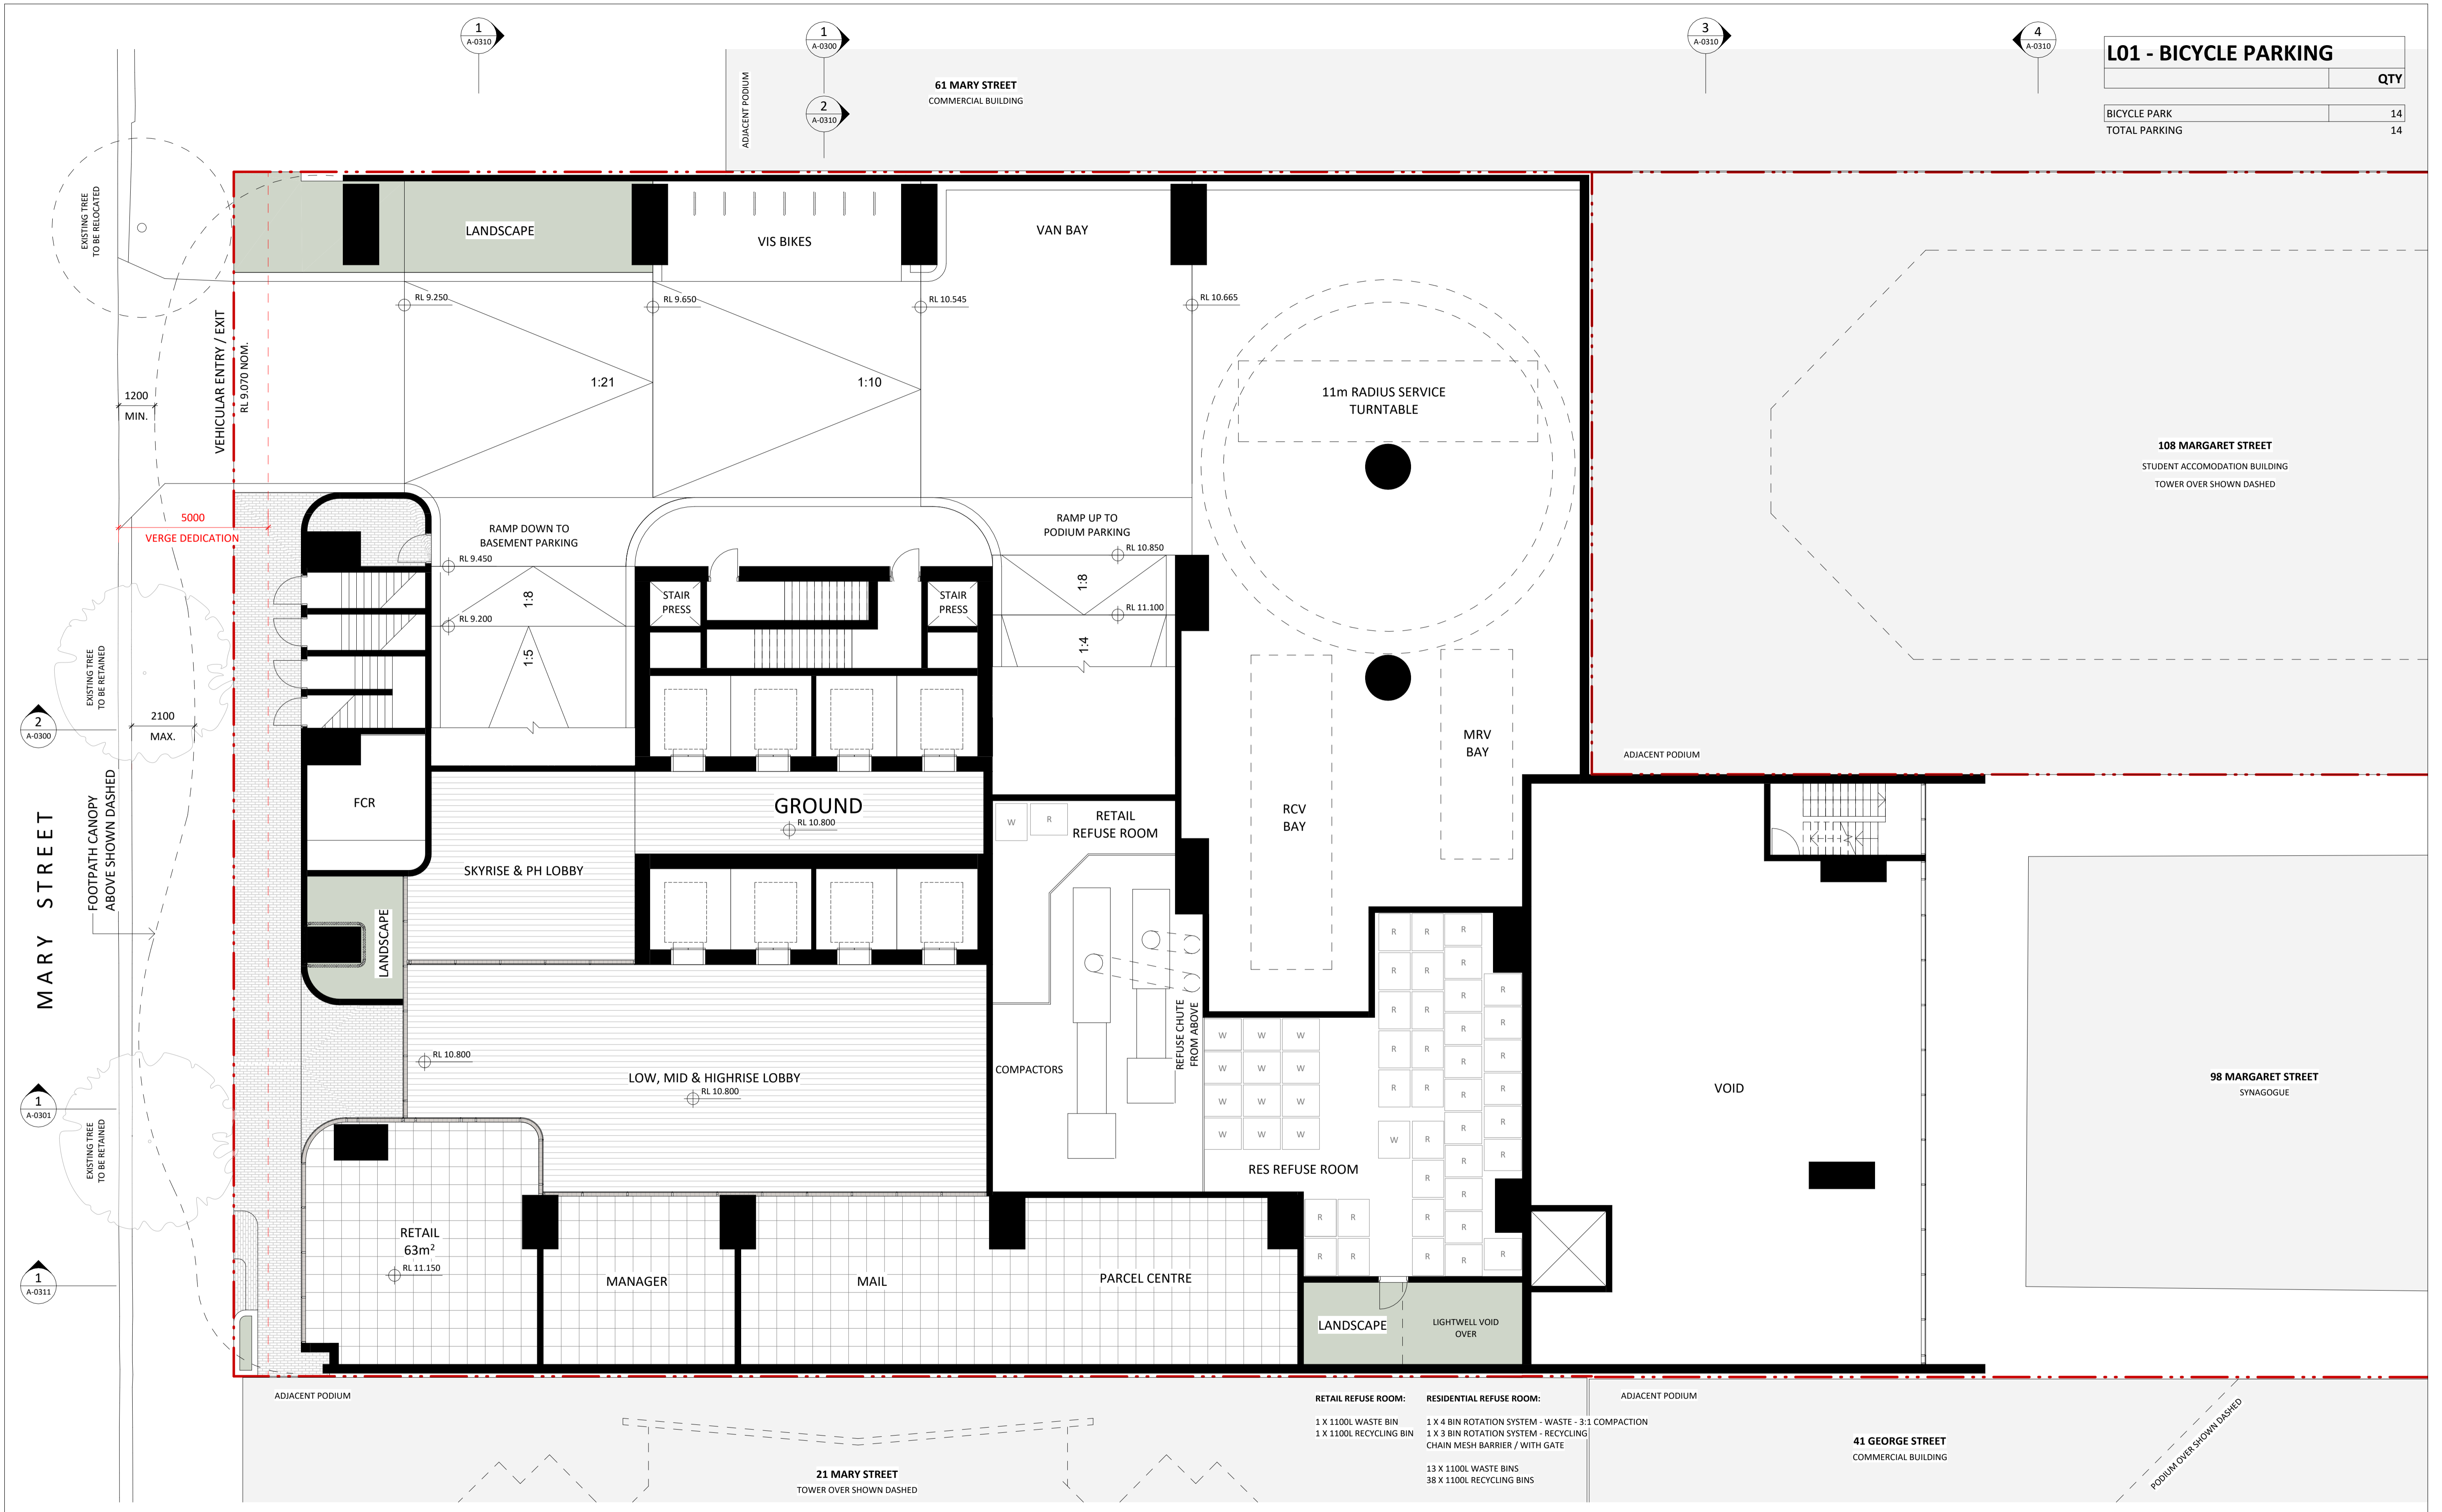 1
A-0310
1
A-0300
2
A-0310
3
A-0310
4
A-0310
L01 - BICYCLE PARKING
QTY
BICYCLE PARK 14
TOTAL PARKING 14
ADJACENT PODIUM
61 MARY STREET
COMMERCIAL BUILDING
EXISTING TREE
TO BE RELOCATED
LANDSCAPE
VIS BIKES
VAN BAY
RL 9.250
RL 9.650
RL 10.545
RL 10.665
VEHICULAR ENTRY / EXIT
RL 9.070 NOM.
1200
MIN.
1:21
1:10
11m RADIUS SERVICE
TURNTABLE
108 MARGARET STREET
STUDENT ACCOMODATION BUILDING
TOWER OVER SHOWN DASHED
5000
VERGE DEDICATION
RAMP DOWN TO
BASEMENT PARKING
RL 9.450
1:8
RL 9.200
1:5
RAMP UP TO
PODIUM PARKING
RL 10.850
1:8
RL 11.100
1:4
STAIR
PRESS
STAIR
PRESS
EXISTING TREE
TO BE RETAINED
2100
MAX.
2
A-0300
MRV
BAY
RCV
BAY
ADJACENT PODIUM
FCR
GROUND
RL 10.800
W
R
RETAIL
REFUSE ROOM
MARY STREET
FOOTPATH CANOPY
ABOVE SHOWN DASHED
SKYRISE & PH LOBBY
LANDSCAPE
R R R
R
R R
R
R R R
R
R
R R R
R
R R R
R
R
R
W R
R
R
R R
R
R
R
R R R
R
R R R
R
R
W W W
W W W
W W W
W W W
REFUSE CHUTE
FROM ABOVE
COMPACTORS
RL 10.800
LOW, MID & HIGHRISE LOBBY
RL 10.800
RES REFUSE ROOM
VOID
98 MARGARET STREET
SYNAGOGUE
1
A-0301
EXISTING TREE
TO BE RETAINED
1
A-0311
RETAIL
63m2
RL 11.150
MANAGER
MAIL
PARCEL CENTRE
LANDSCAPE
LIGHTWELL VOID
OVER
ADJACENT PODIUM
21 MARY STREET
TOWER OVER SHOWN DASHED
RETAIL REFUSE ROOM:
1 X 1100L WASTE BIN
1 X 1100L RECYCLING BIN
RESIDENTIAL REFUSE ROOM:
1 X 4 BIN ROTATION SYSTEM - WASTE - 3:1 COMPACTION
1 X 3 BIN ROTATION SYSTEM - RECYCLING
CHAIN MESH BARRIER / WITH GATE
13 X 1100L WASTE BINS
38 X 1100L RECYCLING BINS
ADJACENT PODIUM
41 GEORGE STREET
COMMERCIAL BUILDING
PODIUM OVER SHOWN DASHED